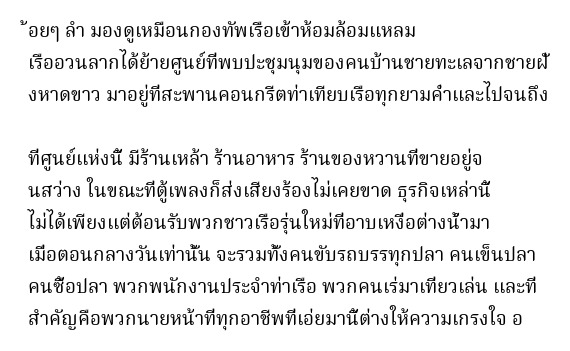 ้อยๆ ลำ มองดูเหมือนกองทัพเรือเข้าห้อมล้อมแหลม
เรืออวนลากได้ย้ายศูนย์ที่พบปะชุมนุมของคนบ้านชายทะเลจากชายฝั
่งหาดขาว มาอยู่ที่สะพานคอนกรีตท่าเทียบเรือทุกยามค่ำและไปจนถึง
ที่ศูนย์แห่งนี้ มีร้านเหล้า ร้านอาหาร ร้านของหวานที่ขายอยู่จ
นสว่าง ในขณะที่ตู้เพลงก็ส่งเสียงร้องไม่เคยขาด ธุรกิจเหล่านี้
ไม่ได้เพียงแต่ต้อนรับพวกชาวเรือรุ่นใหม่ที่อาบเหงื่อต่างน้ำมา
เมื่อตอนกลางวันเท่านั้น จะรวมทั้งคนขับรถบรรทุกปลา คนเข็นปลา
คนซื้อปลา พวกพนักงานประจำท่าเรือ พวกคนเร่มาเที่ยวเล่น และที่
สำคัญคือพวกนายหน้าที่ทุกอาชีพที่เอ่ยมานี้ต่างให้ความเกรงใจ อ